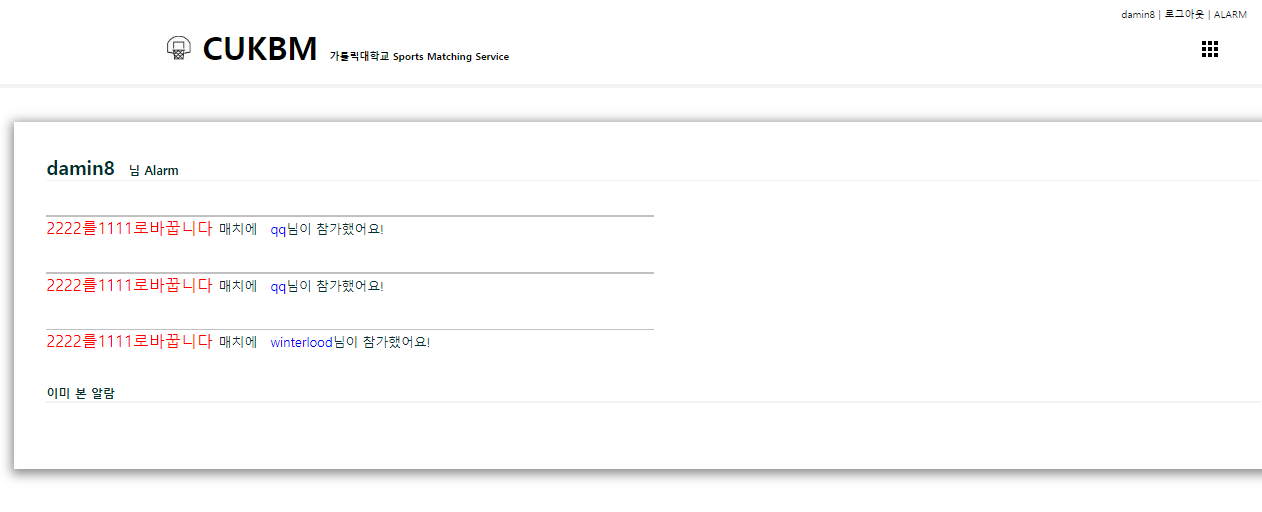 damin8 | 로그아웃 | ALARM
CUKBM 가톨릭대학교 Sports Matching Service
damin8 님 Alarm
2222를1111로바꿉니다 매치에 qq님이 참가했어요!
2222를1111로바꿉니다 매치에 qq님이 참가했어요!
2222를1111로바꿉니다 매치에 winterlood님이 참가했어요!
이미 본 알람